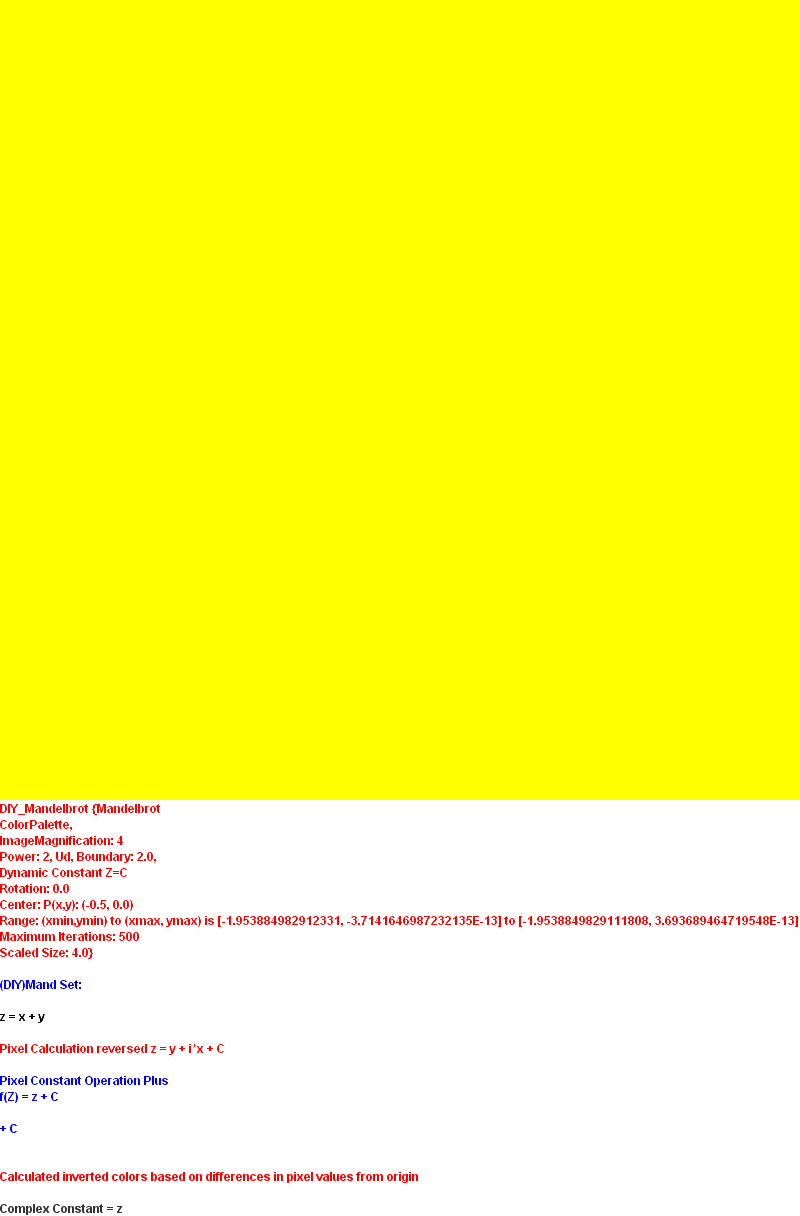 DIY_Mandelbrot {Mandelbrot
ColorPalette,
ImageMagnification: 4
Power: 2, Ud, Boundary: 2.0,
Dynamic Constant Z=C
Rotation: 0.0
Center: P(x,y): (-0.5, 0.0)
Range: (xmin,ymin) to (xmax, ymax) is [-1.953884982912331, -3.7141646987232135E-13] to [-1.9538849829111808, 3.693689464719548E-13]
Maximum Iterations: 500
Scaled Size: 4.0}
(DIY)Mand Set:
z = x + y
Pixel Calculation reversed z = y + i*x + C
Pixel Constant Operation Plus
f(Z) = z + C
+ C
Calculated inverted colors based on differences in pixel values from origin
Complex Constant = z